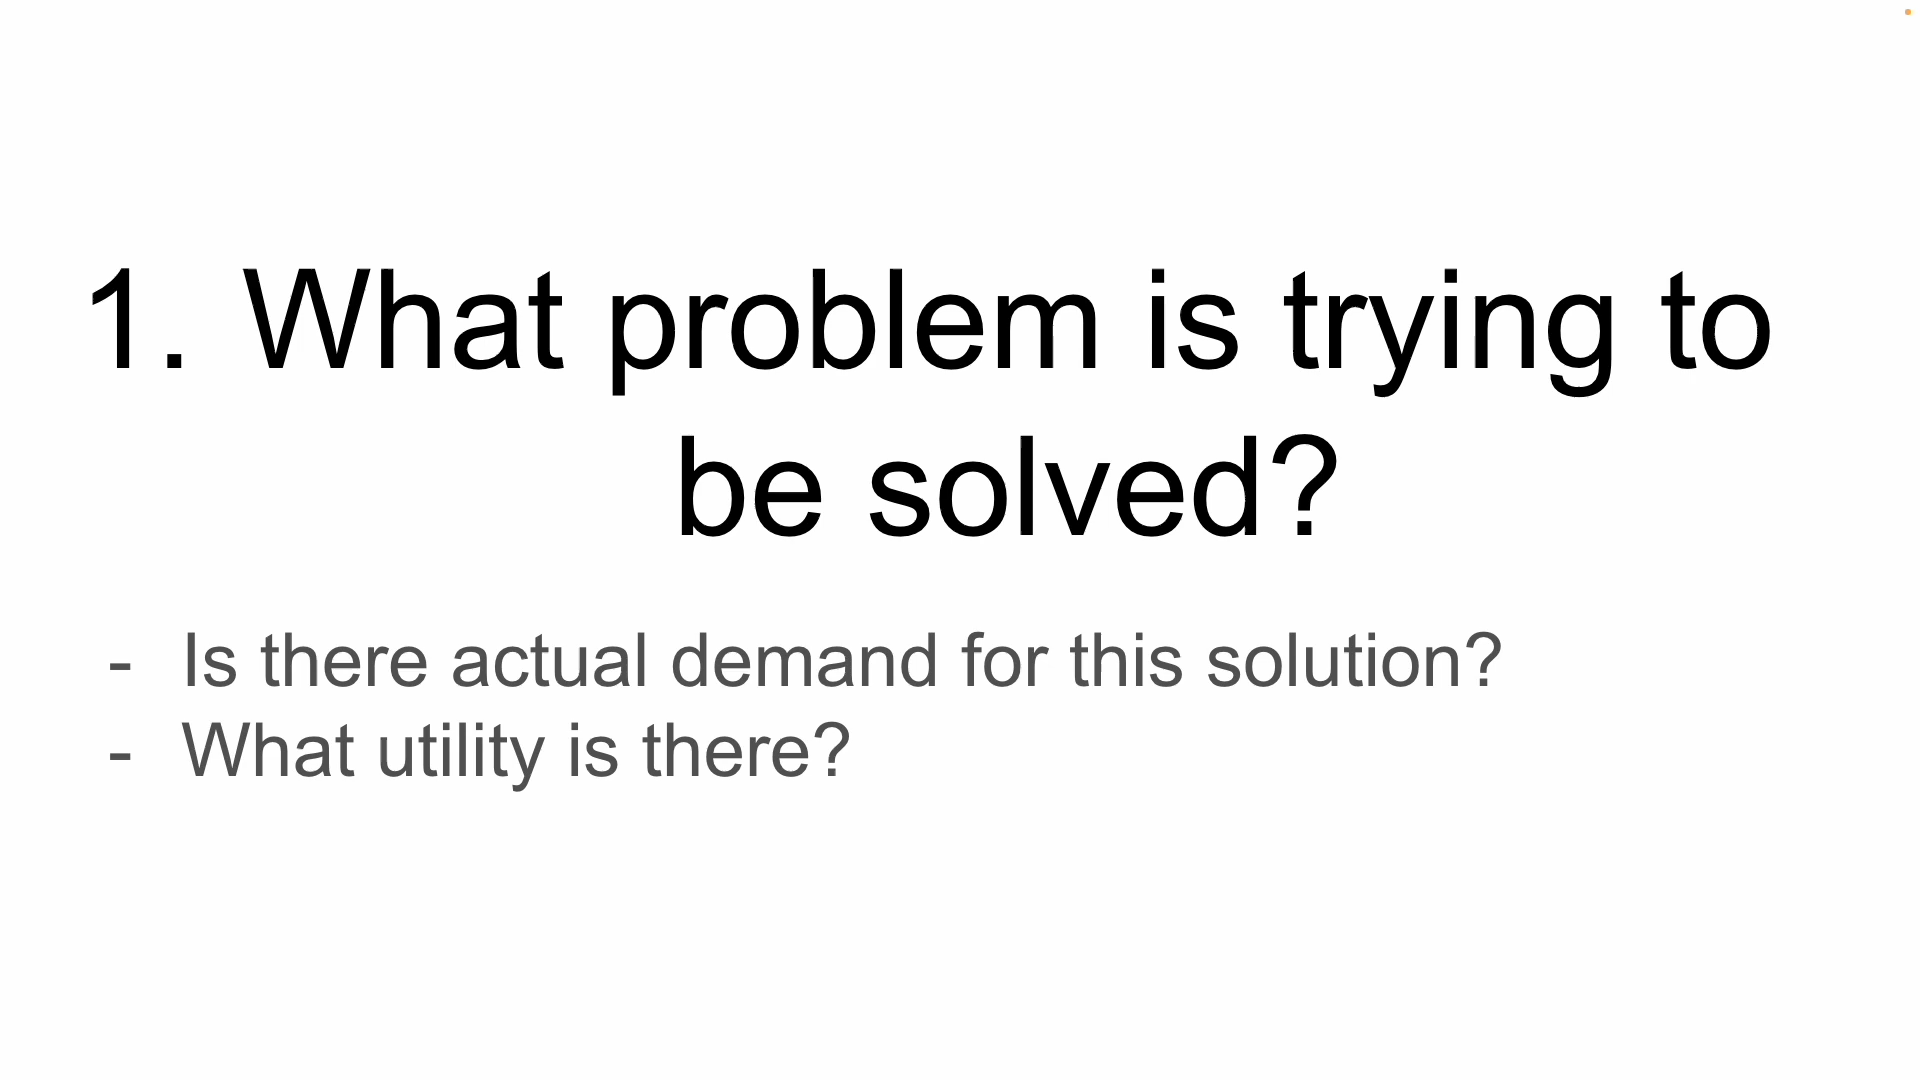 1. What problem is trying to
be solved?
- Is there actual demand for this solution?
- What utility is there?